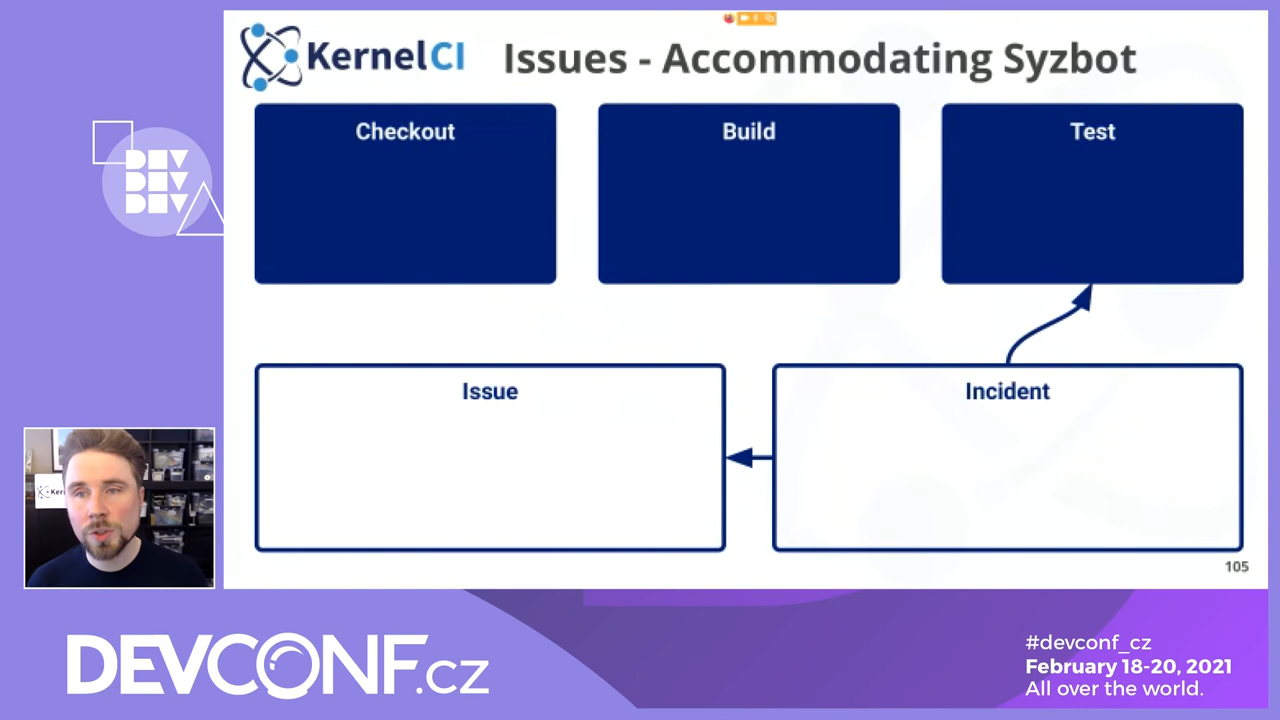 KernelCI
Issues - Accommodating Syzbot
Checkout
Build
Test
DEV
DEV
DEV
Issue
Incident
105
DEVCONF.cz
#devconf_cz
February 18-20, 2021
All over the world.